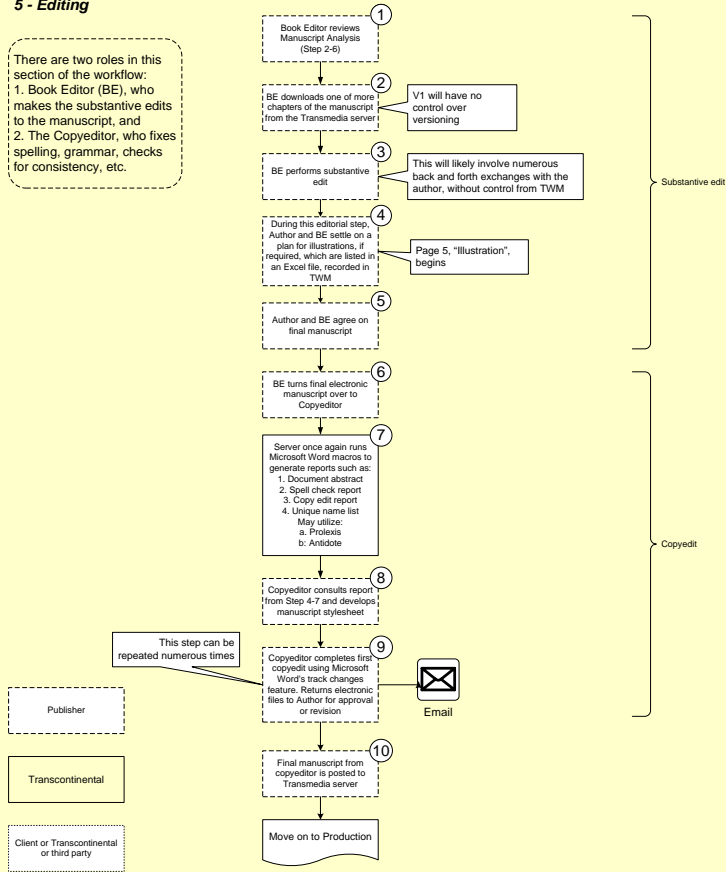 5 - Editing
There are two roles in this
section of the workflow:
1. Book Editor (BE), who
makes the substantive edits
to the manuscript, and
2. The Copyeditor, who fixes
spelling, grammar, checks
for consistency, etc.
1
Book Editor reviews
Manuscript Analysis
(Step 2-6)
2
BE downloads one of more
chapters of the manuscript
from the Transmedia server
V1 will have no
control over
versioning
3
BE performs substantive
edit
This will likely involve numerous
back and forth exchanges with the
author, without control from TWM
Substantive edit
4
During this editorial step,
Author and BE settle on a
plan for illustrations, if
required, which are listed in
an Excel file, recorded in
TWM
Page 5, “Illustration”,
begins
5
Author and BE agree on
final manuscript
6
BE turns final electronic
manuscript over to
Copyeditor
7
Server once again runs
Microsoft Word macros to
generate reports such as:
1. Document abstract
2. Spell check report
3. Copy edit report
4. Unique name list
May utilize:
a. Prolexis
b: Antidote
Copyedit
8
Copyeditor consults report
from Step 4-7 and develops
manuscript stylesheet
This step can be
repeated numerous times
9
Copyeditor completes first
copyedit using Microsoft
Word’s track changes
feature. Returns electronic
files to Author for approval
or revision
Email
10
Final manuscript from
copyeditor is posted to
Transmedia server
Move on to Production
Publisher
Transcontinental
Client or Transcontinental
or third party